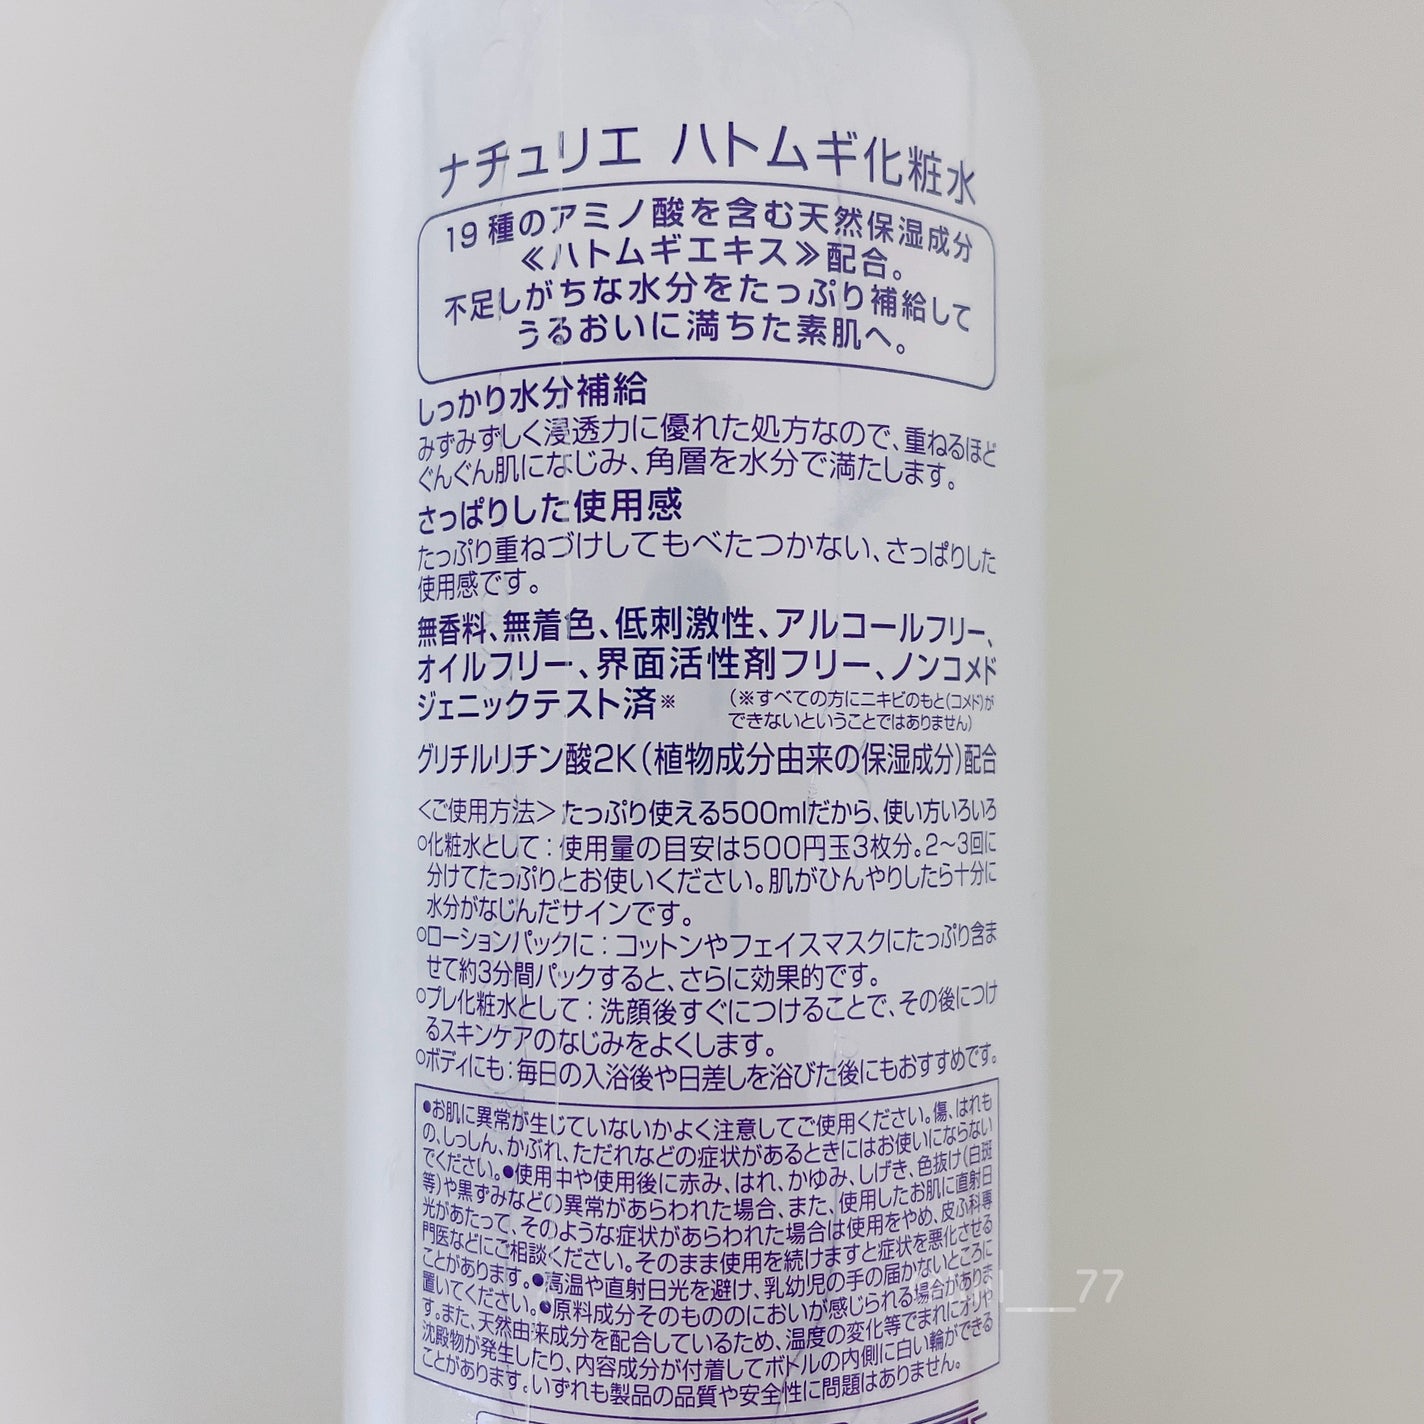 ナチュリエ ハトムギ化粧水
19種のアミノ酸を含む天然保湿成分
≪ハトムギエキス≫配合。
不足しがちな水分をたっぷり補給して
うるおいに満ちた素肌へ。
しっかり水分補給
みずみずしく浸透力に優れた処方なので、重ねるほど
ぐんぐん肌になじみ、角層を水分で満たします。
さっぱりした使用感
たっぷり重ねづけしてもべたつかない、さっぱりした
使用感です。
無香料、無着色、低刺激性、アルコールフリー、
オイルフリー、界面活性剤フリー、ノンコメド
ジェニックテスト済※ (※すべての方にニキビのもと(コメド)が
できないということではありません)
グリチルリチン酸2K(植物成分由来の保湿成分)配合
＜ご使用方法＞たっぷり使える500mlだから、使い方いろいろ
○化粧水として：使用量の目安は500円玉3枚分。2～3回に
分けてたっぷりとお使いください。肌がひんやりしたら十分に
水分がなじんだサインです。
○ローションパックに：コットンやフェイスマスクにたっぷり含ま
せて約3分間パックすると、さらに効果的です。
○プレ化粧水として：洗顔後すぐにつけることで、その後につけ
るスキンケアのなじみをよくします。
○ボディにも：毎日の入浴後や日差しを浴びた後にもおすすめです。
●お肌に異常が生じていないかよく注意してご使用ください。傷、はれも
の、しっしん、かぶれ、ただれなどの症状があるときにはお使いにならない
でください。●使用中や使用後に赤み、はれ、かゆみ、しげき、色抜け(白斑
等)や黒ずみなどの異常があらわれた場合、また、使用したお肌に直射日
光があたって、そのような症状があらわれた場合は使用をやめ、皮ふ科専
門医などにご相談ください。そのまま使用を続けますと症状を悪化させる
ことがあります。●高温や直射日光を避け、乳幼児の手の届かないところに
置いてください。●原料成分そのもののにおいが感じられる場合がありま
す。また、天然由来成分を配合しているため、温度の変化等でまれにオリや
沈殿物が発生したり、内容成分が付着してボトルの内側に白い輪ができる
ことがあります。いずれも製品の品質や安全性に問題はありません。